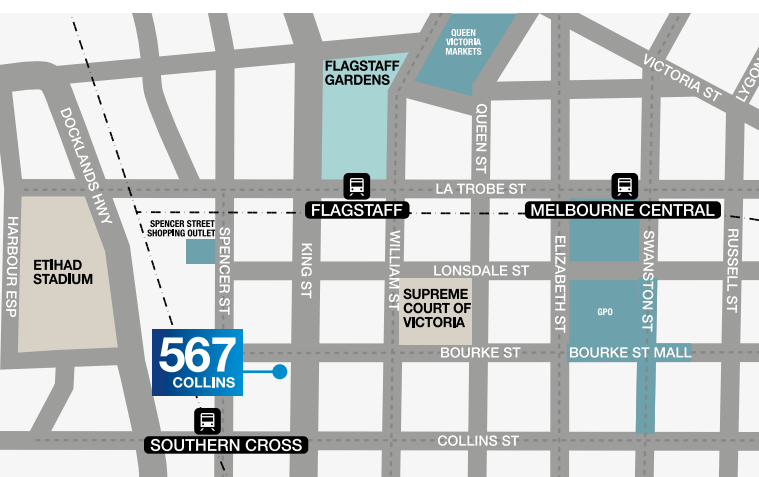 QUEEN
VICTORIA
MARKETS
FLAGSTAFF
GARDENS
VICTORIA ST
LYGON
DOCKLANDS HWY
QUEEN ST
LA TROBE ST
FLAGSTAFF
MELBOURNE CENTRAL
HARBOUR ESP
SPENCER STREET
SHOPPING OUTLET
SPENCER ST
KING ST
WILLIAM ST
ELIZABETH ST
SWANSTON ST
RUSSELL ST
ETIHAD
STADIUM
LONSDALE ST
SUPREME
COURT OF
VICTORIA
GPO
567
COLLINS
BOURKE ST
BOURKE ST MALL
SOUTHERN CROSS
COLLINS ST